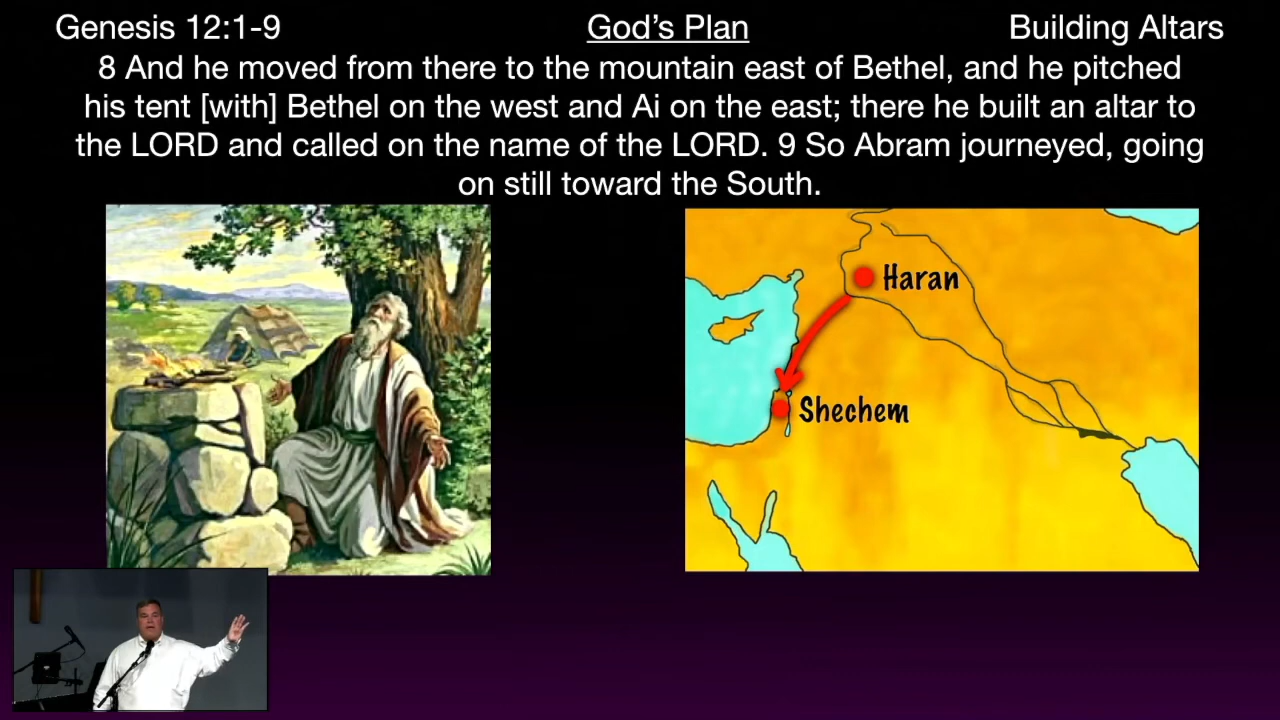 Genesis 12:1-9
God's Plan
Building Altars
8 And he moved from there to the mountain east of Bethel, and he pitched
his tent [with] Bethel on the west and Ai on the east; there he built an altar to
the LORD and called on the name of the LORD. 9 So Abram journeyed, going
on still toward the South.
Haran
Shechem